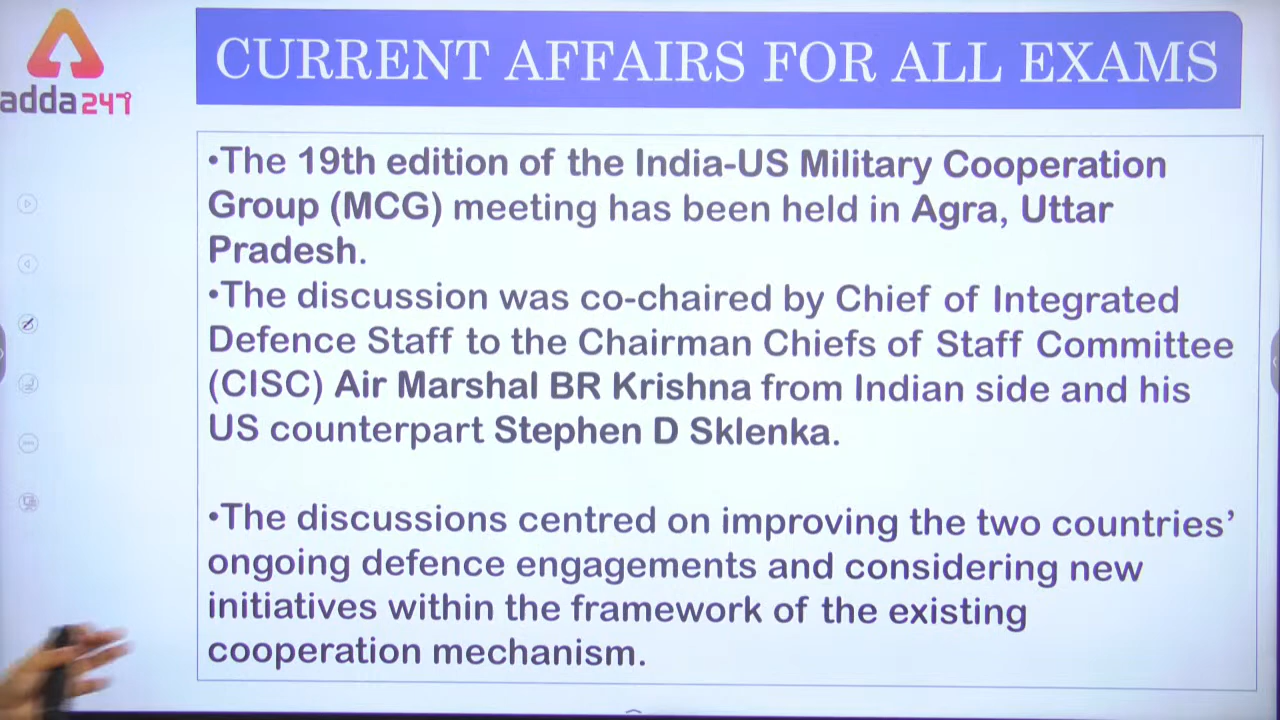 CURRENT AFFAIRS FOR ALL EXAMS
adda247
•The 19th edition of the India-US Military Cooperation
Group (MCG) meeting has been held in Agra, Uttar
Pradesh.
•The discussion was co-chaired by Chief of Integrated
Defence Staff to the Chairman Chiefs of Staff Committee
(CISC) Air Marshal BR Krishna from Indian side and his
US counterpart Stephen D Sklenka.
•The discussions centred on improving the two countries’
ongoing defence engagements and considering new
initiatives within the framework of the existing
cooperation mechanism.